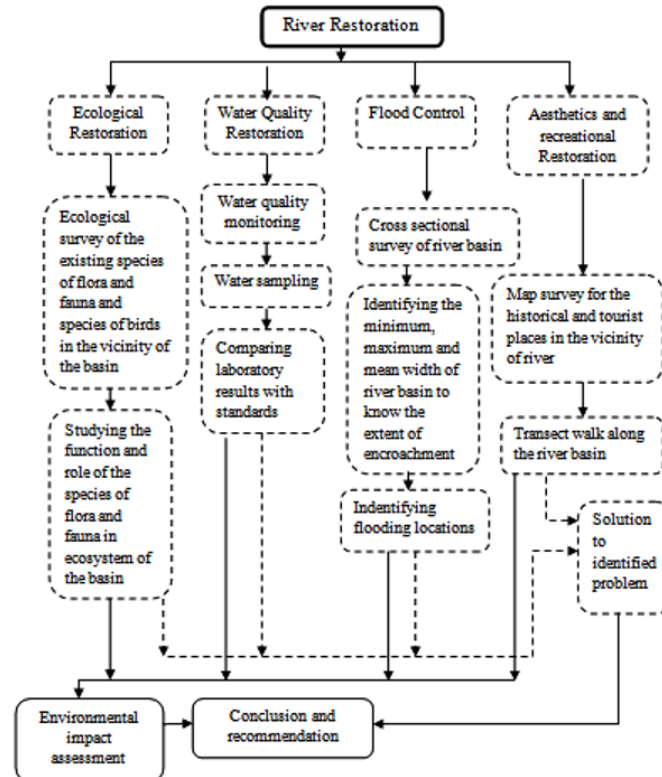 River Restoration
Ecological
Restoration
Water Quality
Restoration
Flood Control
Aesthetics and
recreational
Restoration
Ecological
survey of the
existing species
of flora and
fauna and
species of birds
in the vicinity of
the basin
Water quality
monitoring
Water sampling
Comparing
laboratory
results with
standards
Cross sectional
survey of river basin
Identifying the
minimum,
maximum and
mean width of
river basin to
know the
extent of
encroachment
Map survey for the
historical and tourist
places in the vicinity
of river
Studying the
function and
role of the
species of
flora and
fauna in
ecosystem of
the basin
Indentifying
flooding locations
Transect walk along
the river basin
Solution
to
identified
problem
Environmental
impact
assessment
Conclusion and
recommendation